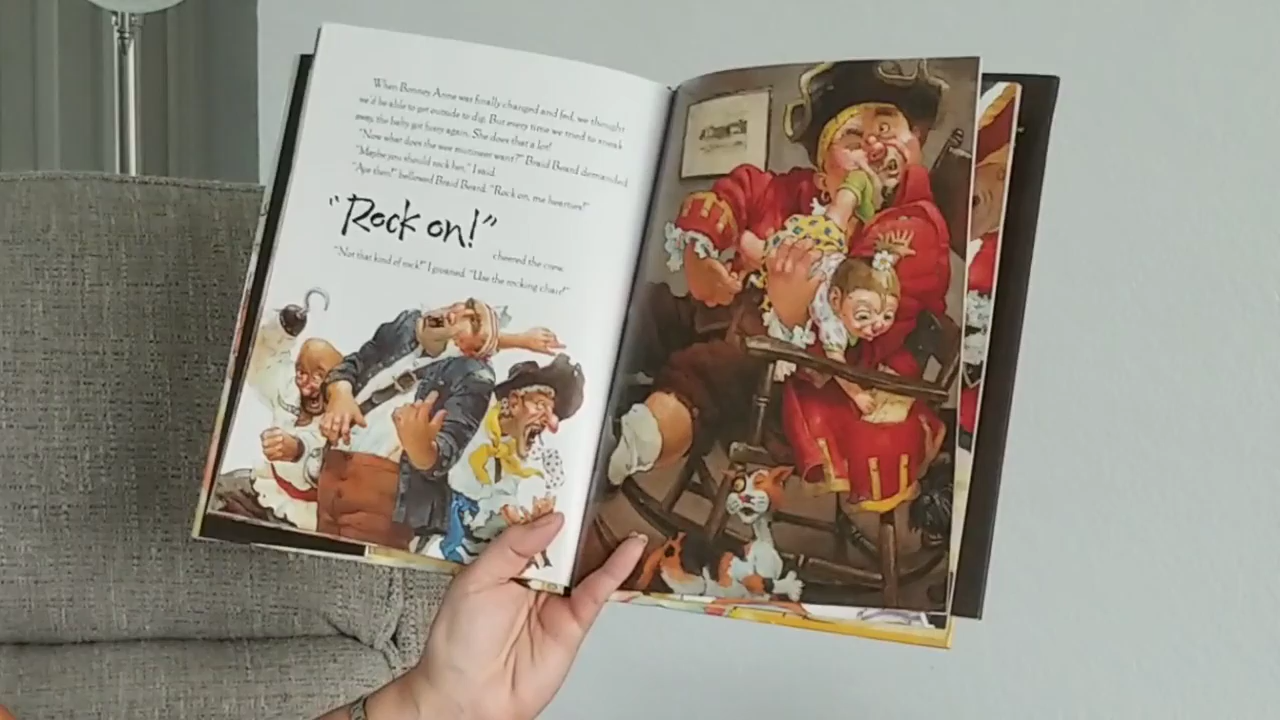 When Bonney Anne was finally changed and fed, we thought
we'd be able to get outside to dig. But every time we tried to sneak
away, the baby got fussy again. She does that a lot!
"Now what does the wee mutineer want?" Braid Beard demanded.
"Maybe you should rock her," I said.
"Aye then!" bellowed Braid Beard. "Rock on, me hearties!"
"Rock on!"
cheered the crew.
"Not that kind of rock!" I groaned. "Use the rocking chair!"